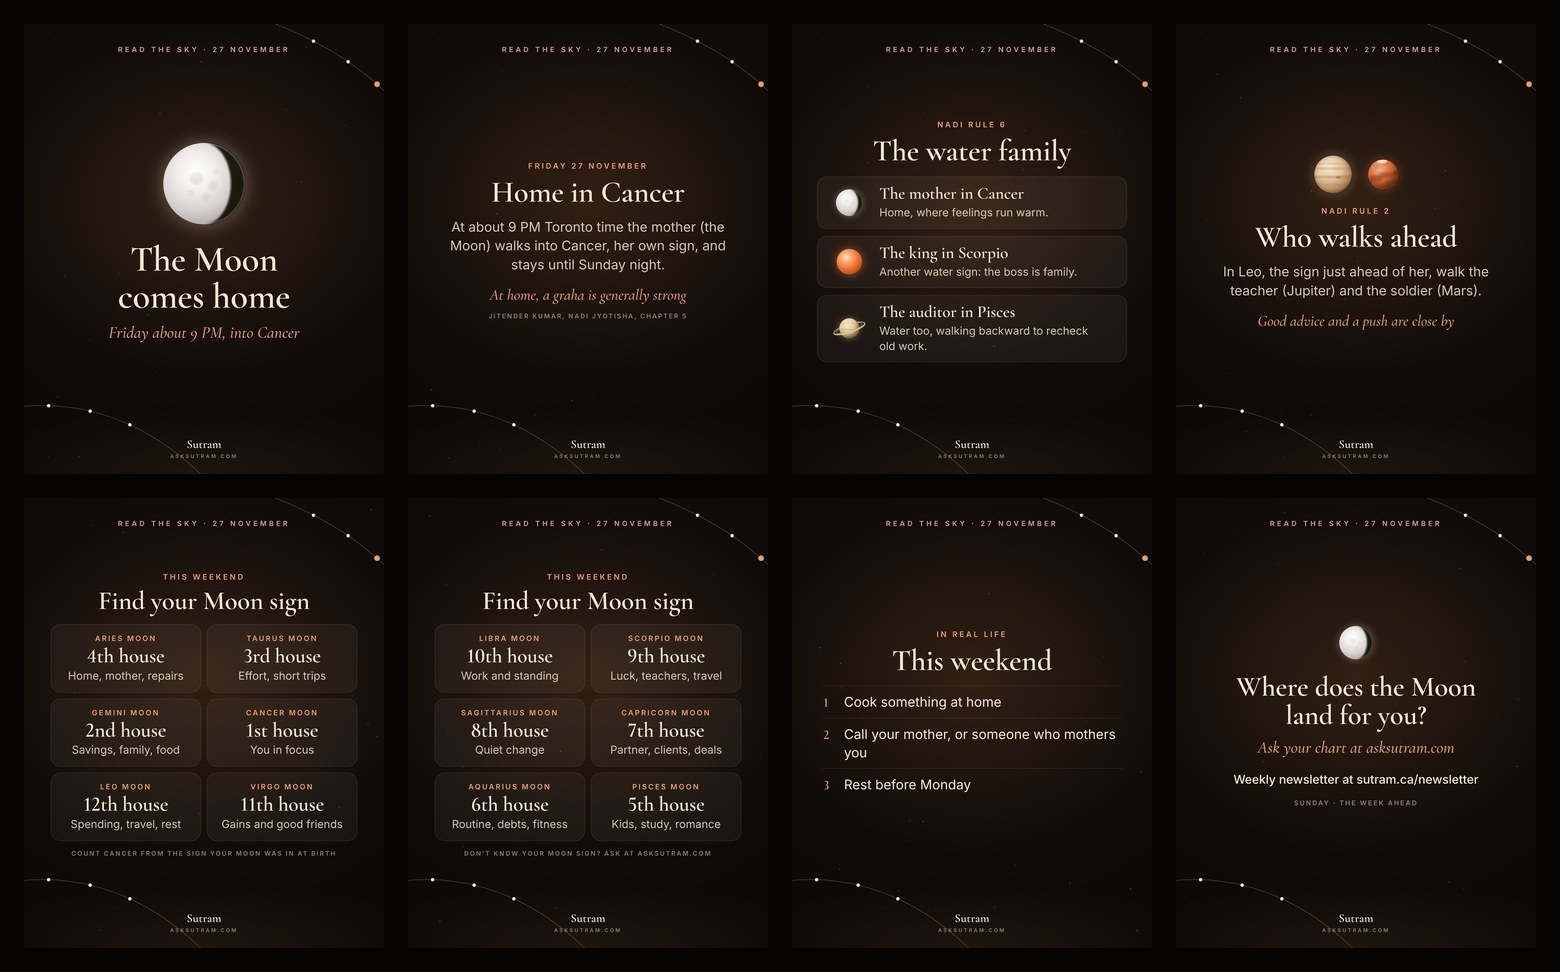 READ THE SKY · 27 NOVEMBER
The Moon
comes home
Friday about 9 PM, into Cancer
Sutram
ASKSUTRAM.COM
READ THE SKY · 27 NOVEMBER
FRIDAY 27 NOVEMBER
Home in Cancer
At about 9 PM Toronto time the mother (the
Moon) walks into Cancer, her own sign, and
stays until Sunday night.
At home, a graha is generally strong
JITENDER KUMAR, NADI JYOTISHA, CHAPTER 5
Sutram
ASKSUTRAM.COM
READ THE SKY · 27 NOVEMBER
NADI RULE 6
The water family
The mother in Cancer
Home, where feelings run warm.
The king in Scorpio
Another water sign: the boss is family.
The auditor in Pisces
Water too, walking backward to recheck
old work.
Sutram
ASKSUTRAM.COM
READ THE SKY · 27 NOVEMBER
NADI RULE 2
Who walks ahead
In Leo, the sign just ahead of her, walk the
teacher (Jupiter) and the soldier (Mars).
Good advice and a push are close by
Sutram
ASKSUTRAM.COM
READ THE SKY · 27 NOVEMBER
THIS WEEKEND
Find your Moon sign
ARIES MOON
4th house
Home, mother, repairs
TAURUS MOON
3rd house
Effort, short trips
GEMINI MOON
2nd house
Savings, family, food
CANCER MOON
1st house
You in focus
LEO MOON
12th house
Spending, travel, rest
VIRGO MOON
11th house
Gains and good friends
COUNT CANCER FROM THE SIGN YOUR MOON WAS IN AT BIRTH
Sutram
ASKSUTRAM.COM
READ THE SKY · 27 NOVEMBER
THIS WEEKEND
Find your Moon sign
LIBRA MOON
10th house
Work and standing
SCORPIO MOON
9th house
Luck, teachers, travel
SAGITTARIUS MOON
8th house
Quiet change
CAPRICORN MOON
7th house
Partner, clients, deals
AQUARIUS MOON
6th house
Routine, debts, fitness
PISCES MOON
5th house
Kids, study, romance
DON'T KNOW YOUR MOON SIGN? ASK AT ASKSUTRAM.COM
Sutram
ASKSUTRAM.COM
READ THE SKY · 27 NOVEMBER
IN REAL LIFE
This weekend
1 Cook something at home
2 Call your mother, or someone who mothers
you
3 Rest before Monday
Sutram
ASKSUTRAM.COM
READ THE SKY · 27 NOVEMBER
Where does the Moon
land for you?
Ask your chart at asksutram.com
Weekly newsletter at sutram.ca/newsletter
SUNDAY · THE WEEK AHEAD
Sutram
ASKSUTRAM.COM